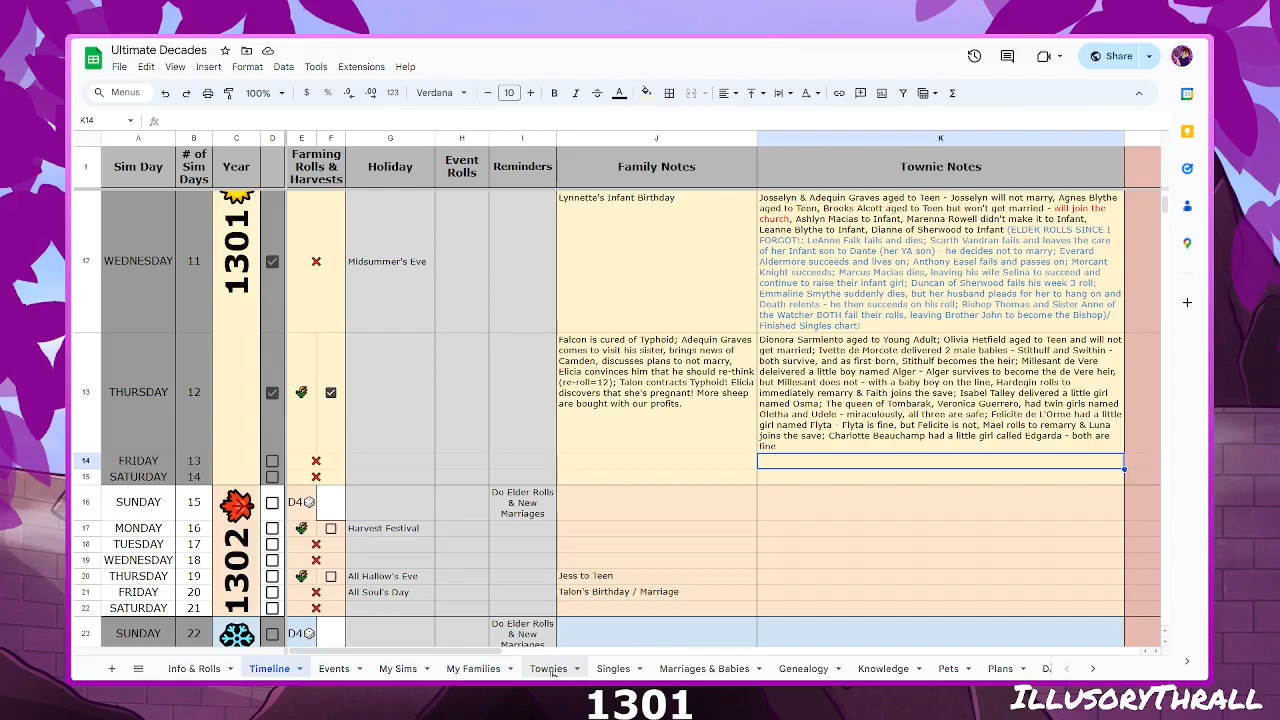 Ultimate Decades
File Edit View Insert Format Data Tools Extensions Help
Share
Menus 100% $ % .0 .00 123 Verdana 10 B I A
K14 fx
A B C D E F G H I J K
1 Sim Day # of Sim Days Year Farming Rolls & Harvests Holiday Event Rolls Reminders Family Notes Townie Notes
12 WEDNESDAY 11 1301 Midsummer's Eve
Lynnette's Infant Birthday
Josselyn & Adequin Graves aged to Teen - Josselyn will not marry, Agnes Blythe
aged to Teen, Brooks Alcott aged to Teen but won't get married - will join the
church, Ashlyn Macias to Infant, Marenna Rowell didn't make it to Infant,
Leanne Blythe to Infant, Dianne of Sherwood to Infant (ELDER ROLLS SINCE I
FORGOT!: LeAnne Falk fails and dies; Scarth Vandran fails and leaves the care
of her Infant son to Dante (her YA son) - he decides not to marry; Everard
Aldermore succeeds and lives on; Anthony Easel fails and passes on; Morcant
Knight succeeds; Marcus Macias dies, leaving his wife Selina to succeed and
continue to raise their infant girl; Duncan of Sherwood fails his week 3 roll;
Emmaline Smythe suddenly dies, but her husband pleads for her to hang on and
Death relents - he then succeeds on his roll; Bishop Thomas and Sister Anne of
the Watcher BOTH fail their rolls, leaving Brother John to become the Bishop)/
Finished Singles chart!
13 THURSDAY 12
Falcon is cured of Typhoid; Adequin Graves
comes to visit his sister, brings news of
Camden, discusses plans to not marry,
Elicia convinces him that he should re-think
(re-roll=12); Talon contracts Typhoid! Elicia
discovers that she's pregnant! More sheep
are bought with our profits.
Dionora Sarmiento aged to Young Adult; Olivia Hetfield aged to Teen and will not
get married; Ivette de Morcote delivered 2 male babies - Stithulf and Swithin -
both survive, and as first born, Stithulf becomes the heir; Millesant de Vere
deleivered a little boy named Alger - Alger survives to become the de Vere heir,
but Millesant does not - with a baby boy on the line, Hardegin rolls to
immediately remarry & Faith joins the save; Isabel Talley delivered a little girl
named Osma; The queen of Tombarak, Veronica Guerrero, had twin girls named
Oletha and Udele - miraculously, all three are safe; Felicite de L'Orme had a little
girl named Flyta - Flyta is fine, but Felicite is not, Mael rolls to remarry & Luna
joins the save; Charlotte Beauchamp had a little girl called Edgarda - both are
fine
14 FRIDAY 13
15 SATURDAY 14
16 SUNDAY 15 1302 D4 Do Elder Rolls & New Marriages
17 MONDAY 16 Harvest Festival
18 TUESDAY 17
19 WEDNESDAY 18
20 THURSDAY 19 All Hallow's Eve Jess to Teen
21 FRIDAY 20 All Soul's Day Talon's Birthday / Marriage
22 SATURDAY 21
23 SUNDAY 22 D4 Do Elder Rolls & New Marriages
Info & Rolls Timeline Events My Sims My Families Townies Singles Marriages & Babies Genealogy Knowledge Pets Plans
1301
IllusoryThrall